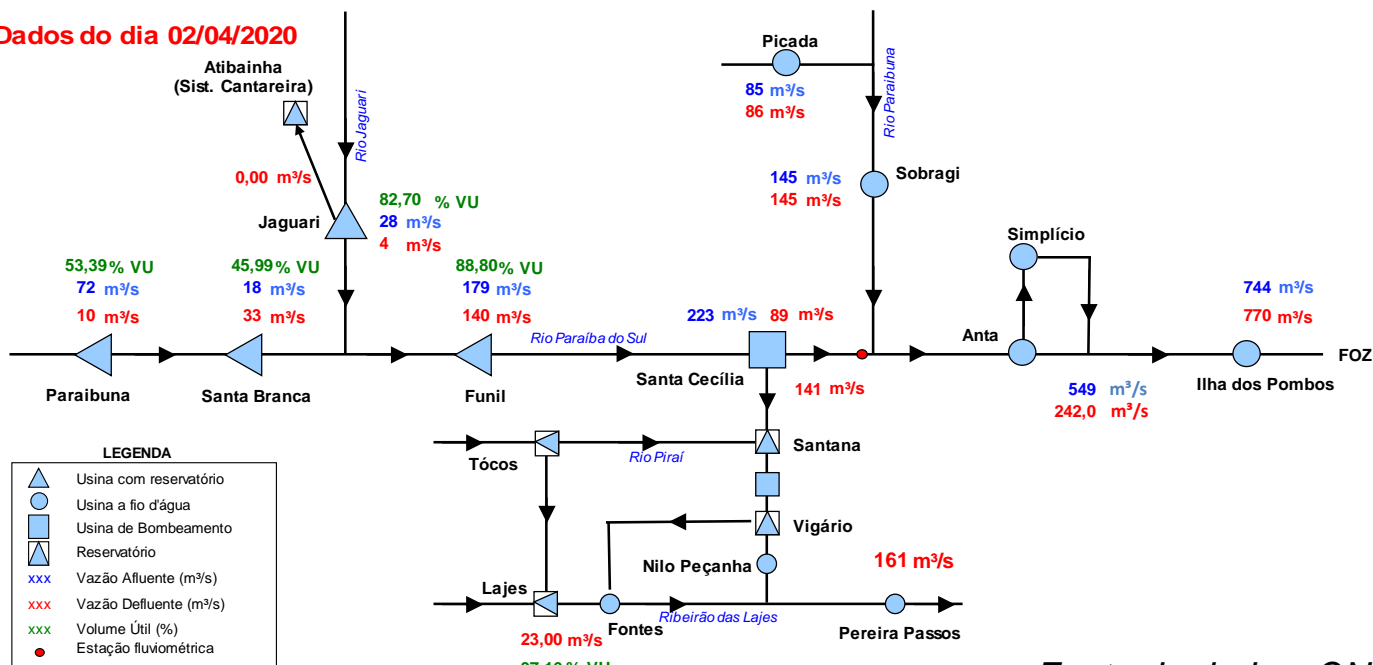 Dados do dia 02/04/2020
Atibainha
(Sist. Cantareira)
Rio Jaguari
0,00 m³/s
Jaguari
82,70 % VU
28 m³/s
4 m³/s
Picada
85 m³/s
86 m³/s
Rio Paraibuna
145 m³/s
145 m³/s
Sobragi
53,39 % VU
72 m³/s
10 m³/s
Paraibuna
45,99 % VU
18 m³/s
33 m³/s
Santa Branca
88,80 % VU
179 m³/s
140 m³/s
Funil
Rio Paraíba do Sul
223 m³/s 89 m³/s
Santa Cecília
141 m³/s
Simplício
Anta
549 m³/s
242,0 m³/s
744 m³/s
770 m³/s
Ilha dos Pombos
FOZ
Tócos
Rio Piraí
Santana
Vigário
Nilo Peçanha
161 m³/s
Lajes
Fontes
Ribeirão das Lajes
Pereira Passos
23,00 m³/s
LEGENDA
Usina com reservatório
Usina a fio d'água
Usina de Bombeamento
Reservatório
xxx Vazão Afluente (m³/s)
xxx Vazão Defluente (m³/s)
xxx Volume Útil (%)
Estação fluviométrica